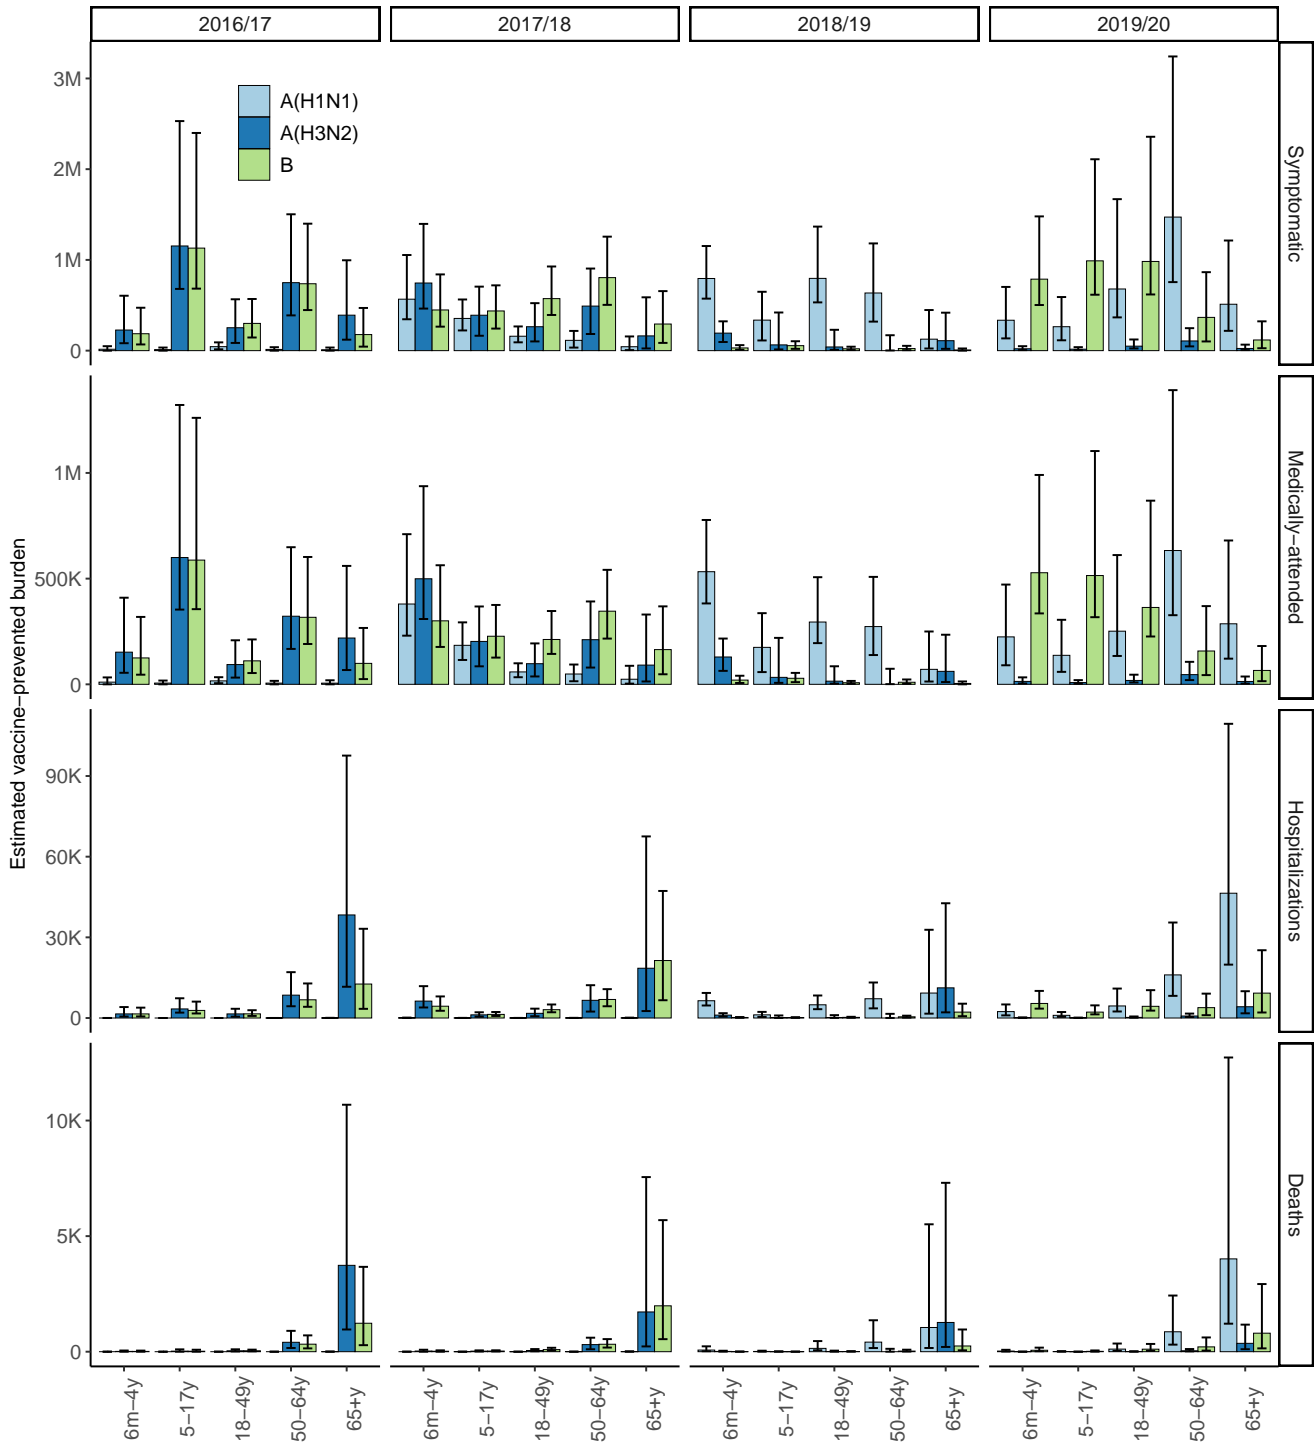 2016/17
2017/18
2018/19
2019/20
A(H1N1)
A(H3N2)
B
3M
2M
1M
0
Symptomatic
1M
500K
0
Medically−attended
Estimated vaccine−prevented burden
90K
60K
30K
0
Hospitalizations
10K
5K
0
Deaths
6m−4y
5−17y
18−49y
50−64y
65+y
6m−4y
5−17y
18−49y
50−64y
65+y
6m−4y
5−17y
18−49y
50−64y
65+y
6m−4y
5−17y
18−49y
50−64y
65+y